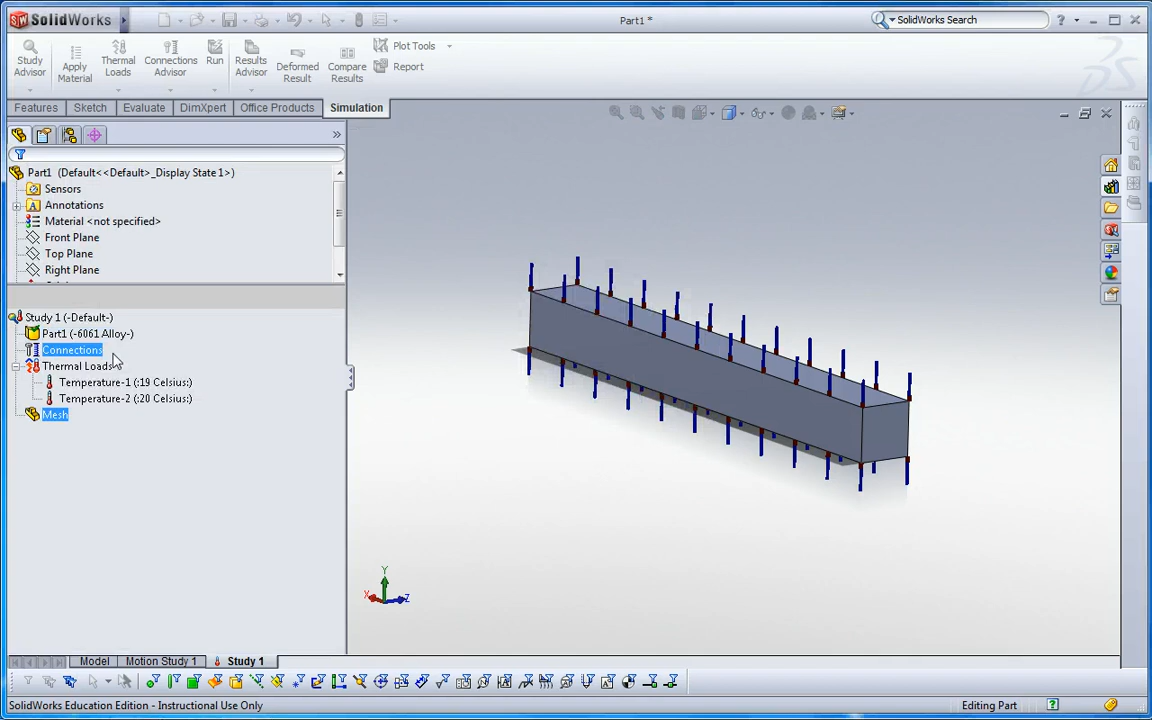 SW SolidWorks
Part1 *
SolidWorks Search
?
Study Advisor
Apply Material
Thermal Loads
Connections Advisor
Run
Results Advisor
Deformed Result
Compare Results
Plot Tools
Report
Features
Sketch
Evaluate
DimXpert
Office Products
Simulation
Part1 (Default<<Default>_Display State 1>)
Sensors
A Annotations
Material <not specified>
Front Plane
Top Plane
Right Plane
Study 1 (-Default-)
Part1 (-6061 Alloy-)
Connections
Thermal Loads
Temperature-1 (:19 Celsius:)
Temperature-2 (:20 Celsius:)
Mesh
Y
X
Z
Model
Motion Study 1
Study 1
SolidWorks Education Edition - Instructional Use Only
Editing Part
?